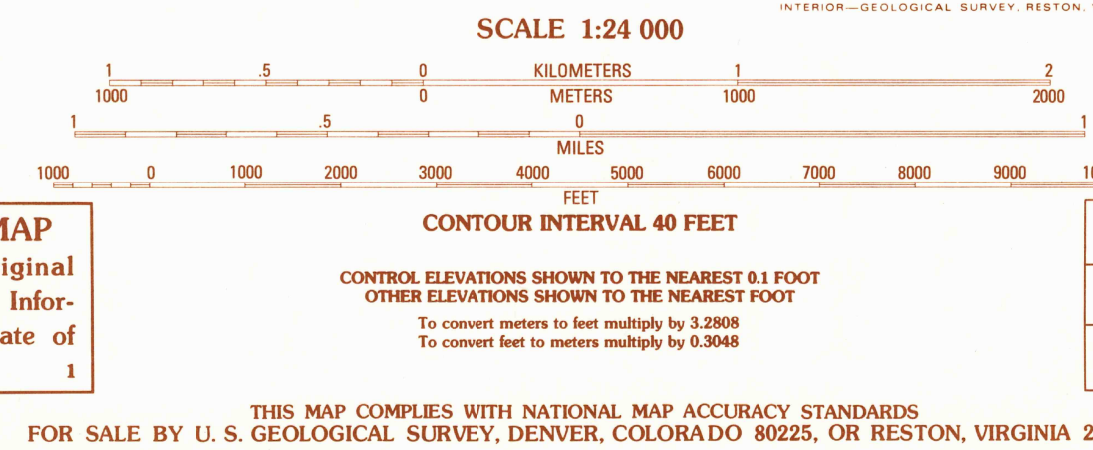 INTERIOR—GEOLOGICAL SURVEY, RESTON,
SCALE 1:24 000
1 .5 0 KILOMETERS 1 2
1000 0 METERS 1000 2000
1 .5 0 1
MILES
1000 0 1000 2000 3000 4000 5000 6000 7000 8000 9000
FEET
CONTOUR INTERVAL 40 FEET
CONTROL ELEVATIONS SHOWN TO THE NEAREST 0.1 FOOT
OTHER ELEVATIONS SHOWN TO THE NEAREST FOOT
To convert meters to feet multiply by 3.2808
To convert feet to meters multiply by 0.3048
iginal
Infor-
ate of
1
THIS MAP COMPLIES WITH NATIONAL MAP ACCURACY STANDARDS
FOR SALE BY U. S. GEOLOGICAL SURVEY, DENVER, COLORADO 80225, OR RESTON, VIRGINIA 2